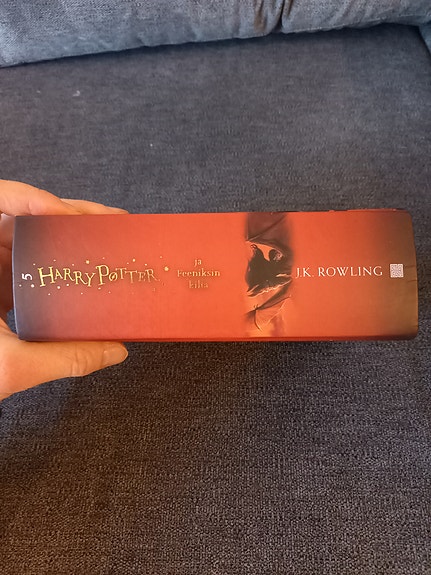 5
HARRY POTTER
ja
Feeniksin
kilta
J.K. ROWLING